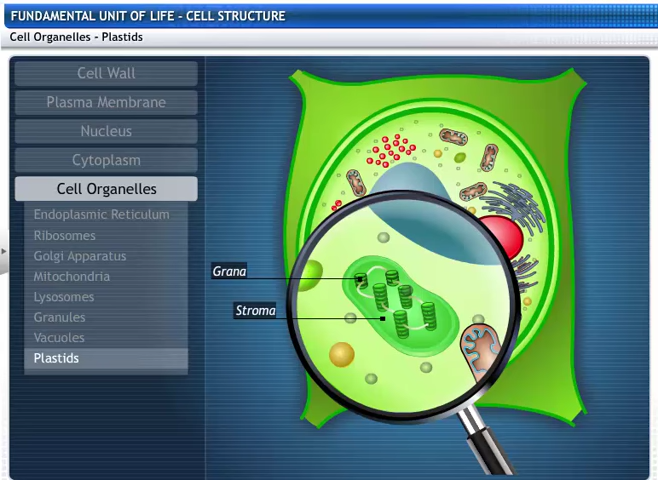 FUNDAMENTAL UNIT OF LIFE - CELL STRUCTURE
Cell Organelles - Plastids
Cell Wall
Plasma Membrane
Nucleus
Cytoplasm
Cell Organelles
Endoplasmic Reticulum
Ribosomes
Golgi Apparatus
Mitochondria
Lysosomes
Granules
Vacuoles
Plastids
Grana
Stroma